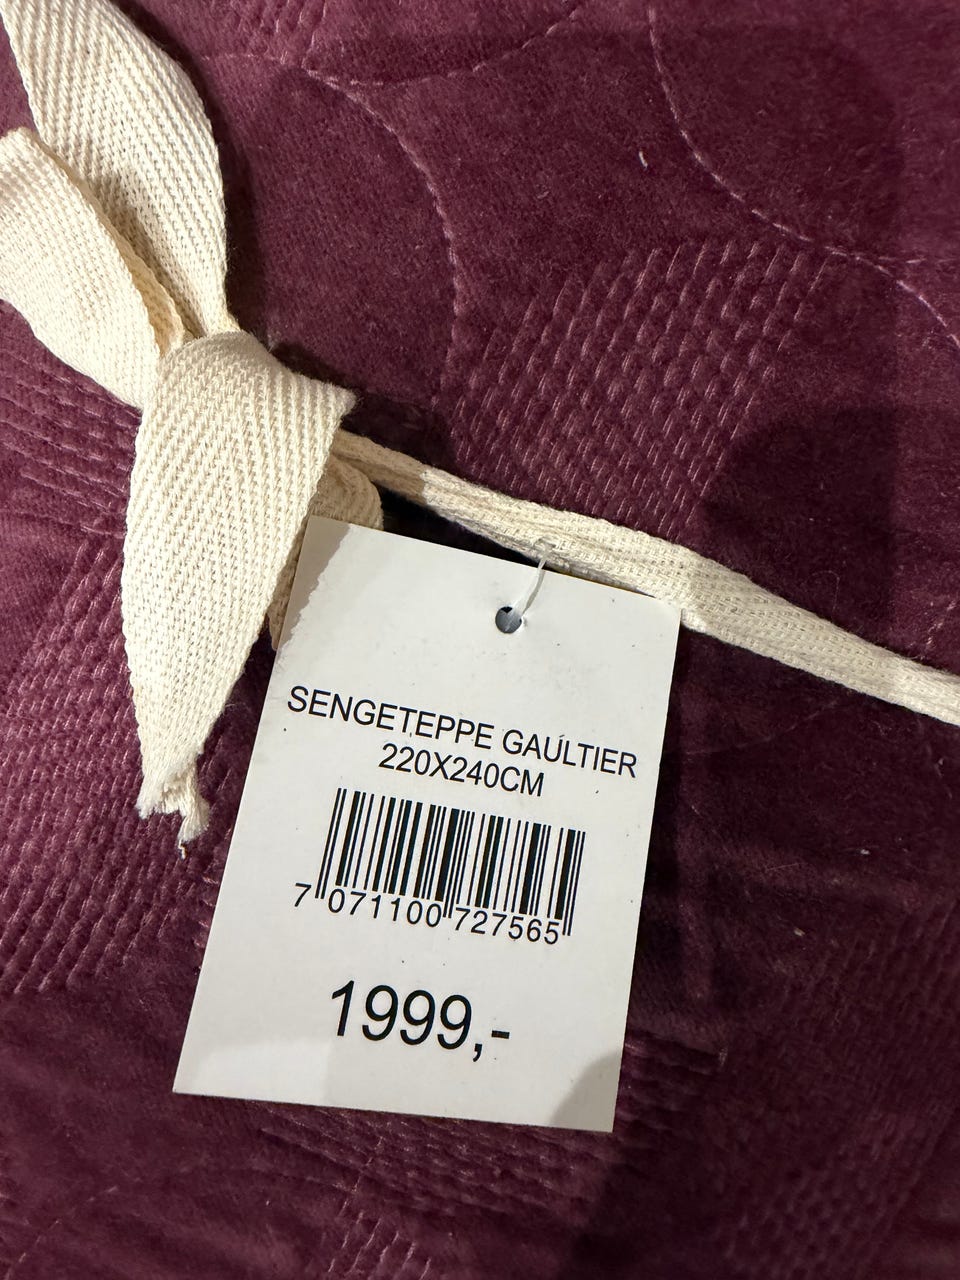 SENGETEPPE GAULTIER
220X240CM
7 071100 727565
1999,-